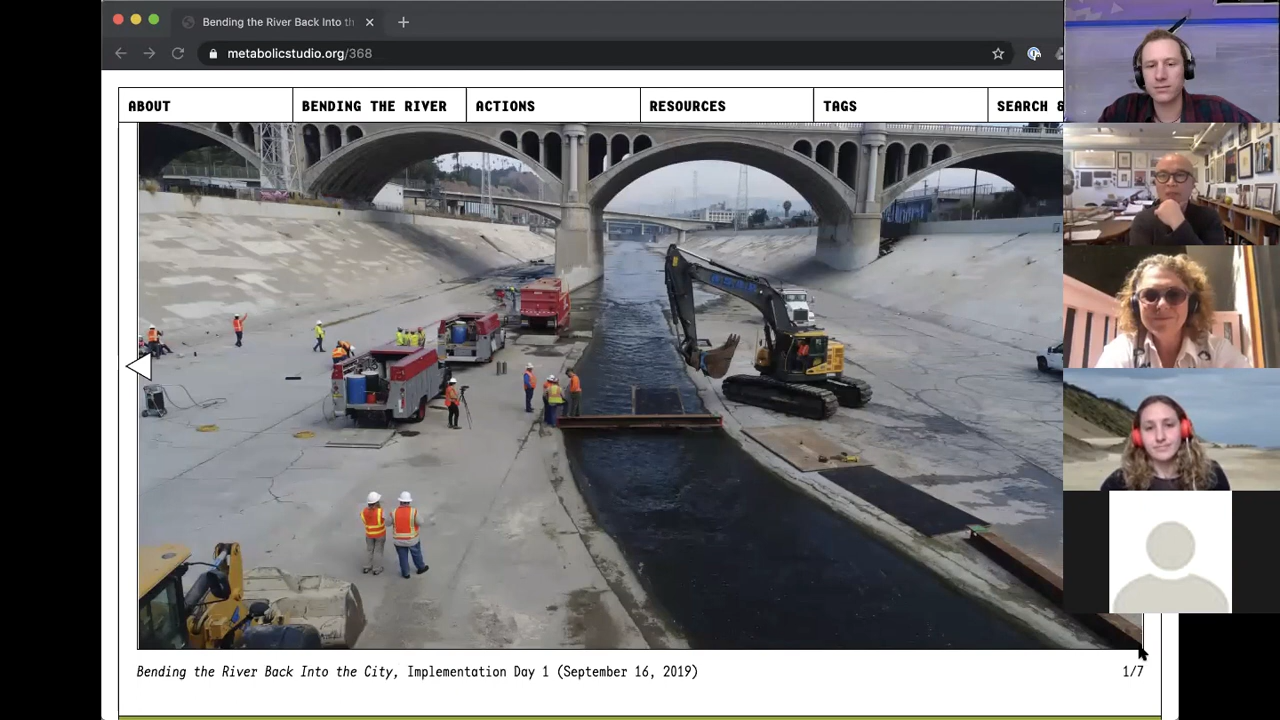 Bending the River Back Into th
metabolicstudio.org/368
ABOUT
BENDING THE RIVER
ACTIONS
RESOURCES
TAGS
SEARCH &
Bending the River Back Into the City, Implementation Day 1 (September 16, 2019)
1/7